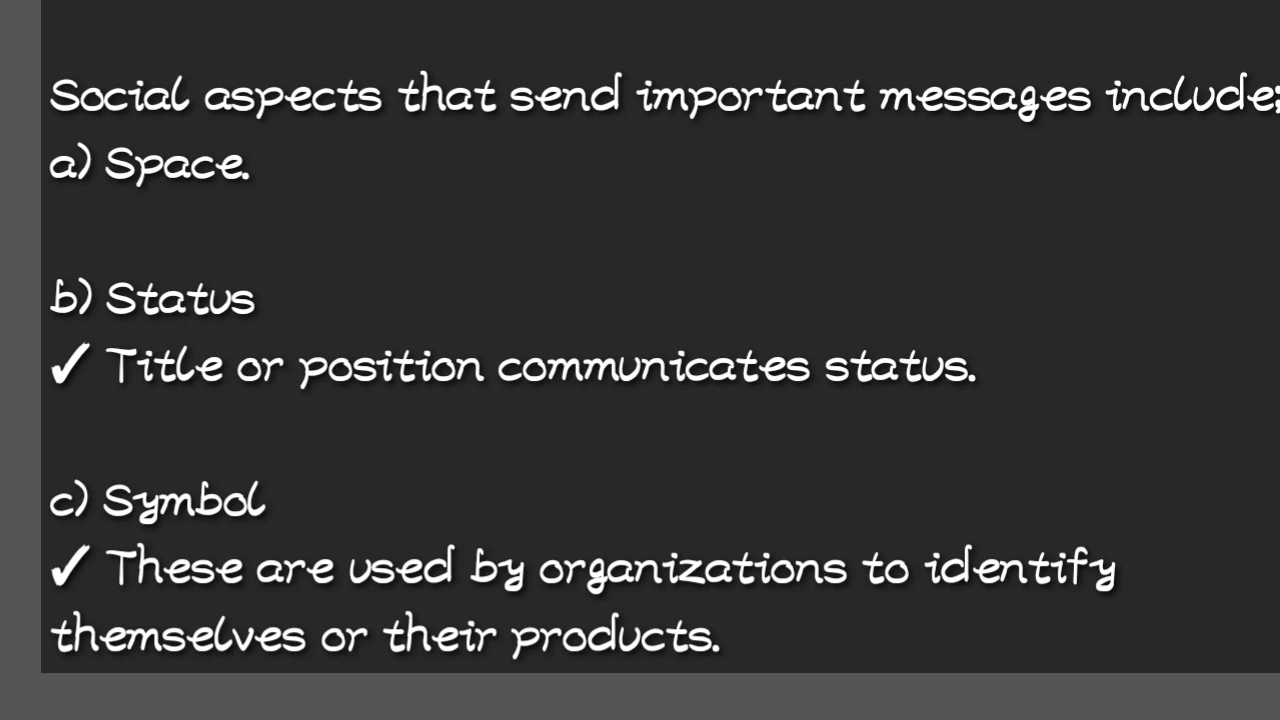 Social aspects that send important messages include:
a) Space.
b) Status
✓ Title or position communicates status.
c) Symbol
✓ These are used by organizations to identify
themselves or their products.